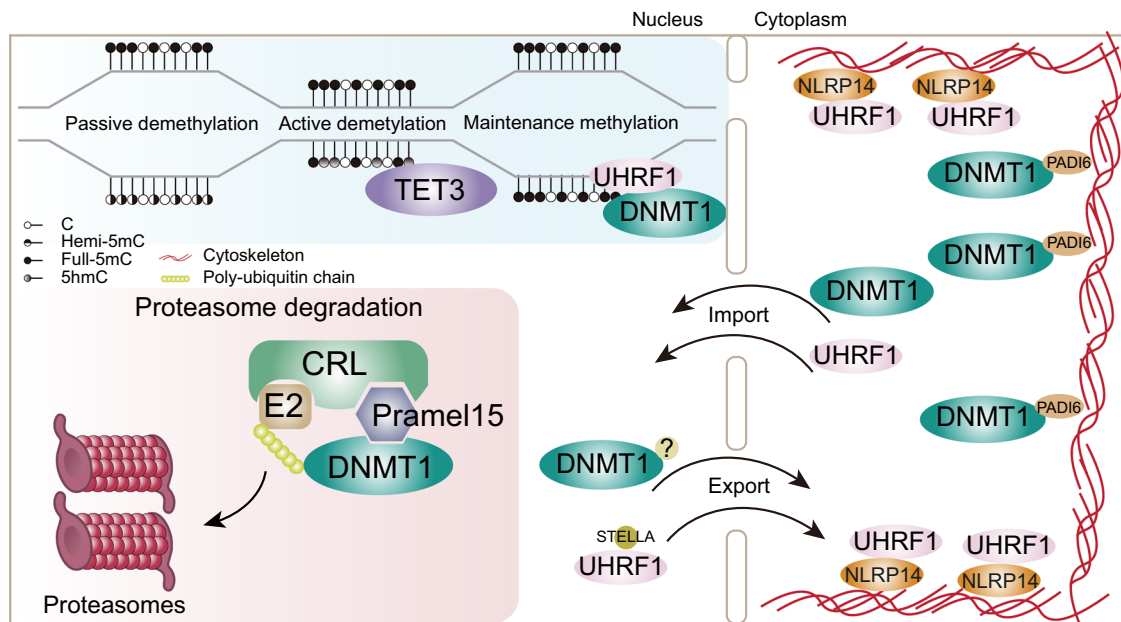 Nucleus
Cytoplasm
Passive demethylation
Active demetylation
Maintenance methylation
TET3
UHRF1
DNMT1
C
Hemi-5mC
Full-5mC
5hmC
Cytoskeleton
Poly-ubiquitin chain
NLRP14
UHRF1
NLRP14
UHRF1
DNMT1
PADI6
DNMT1
PADI6
DNMT1
Import
UHRF1
DNMT1
PADI6
Proteasome degradation
CRL
E2
Pramel15
DNMT1
Proteasomes
DNMT1
?
Export
STELLA
UHRF1
UHRF1
NLRP14
UHRF1
NLRP14